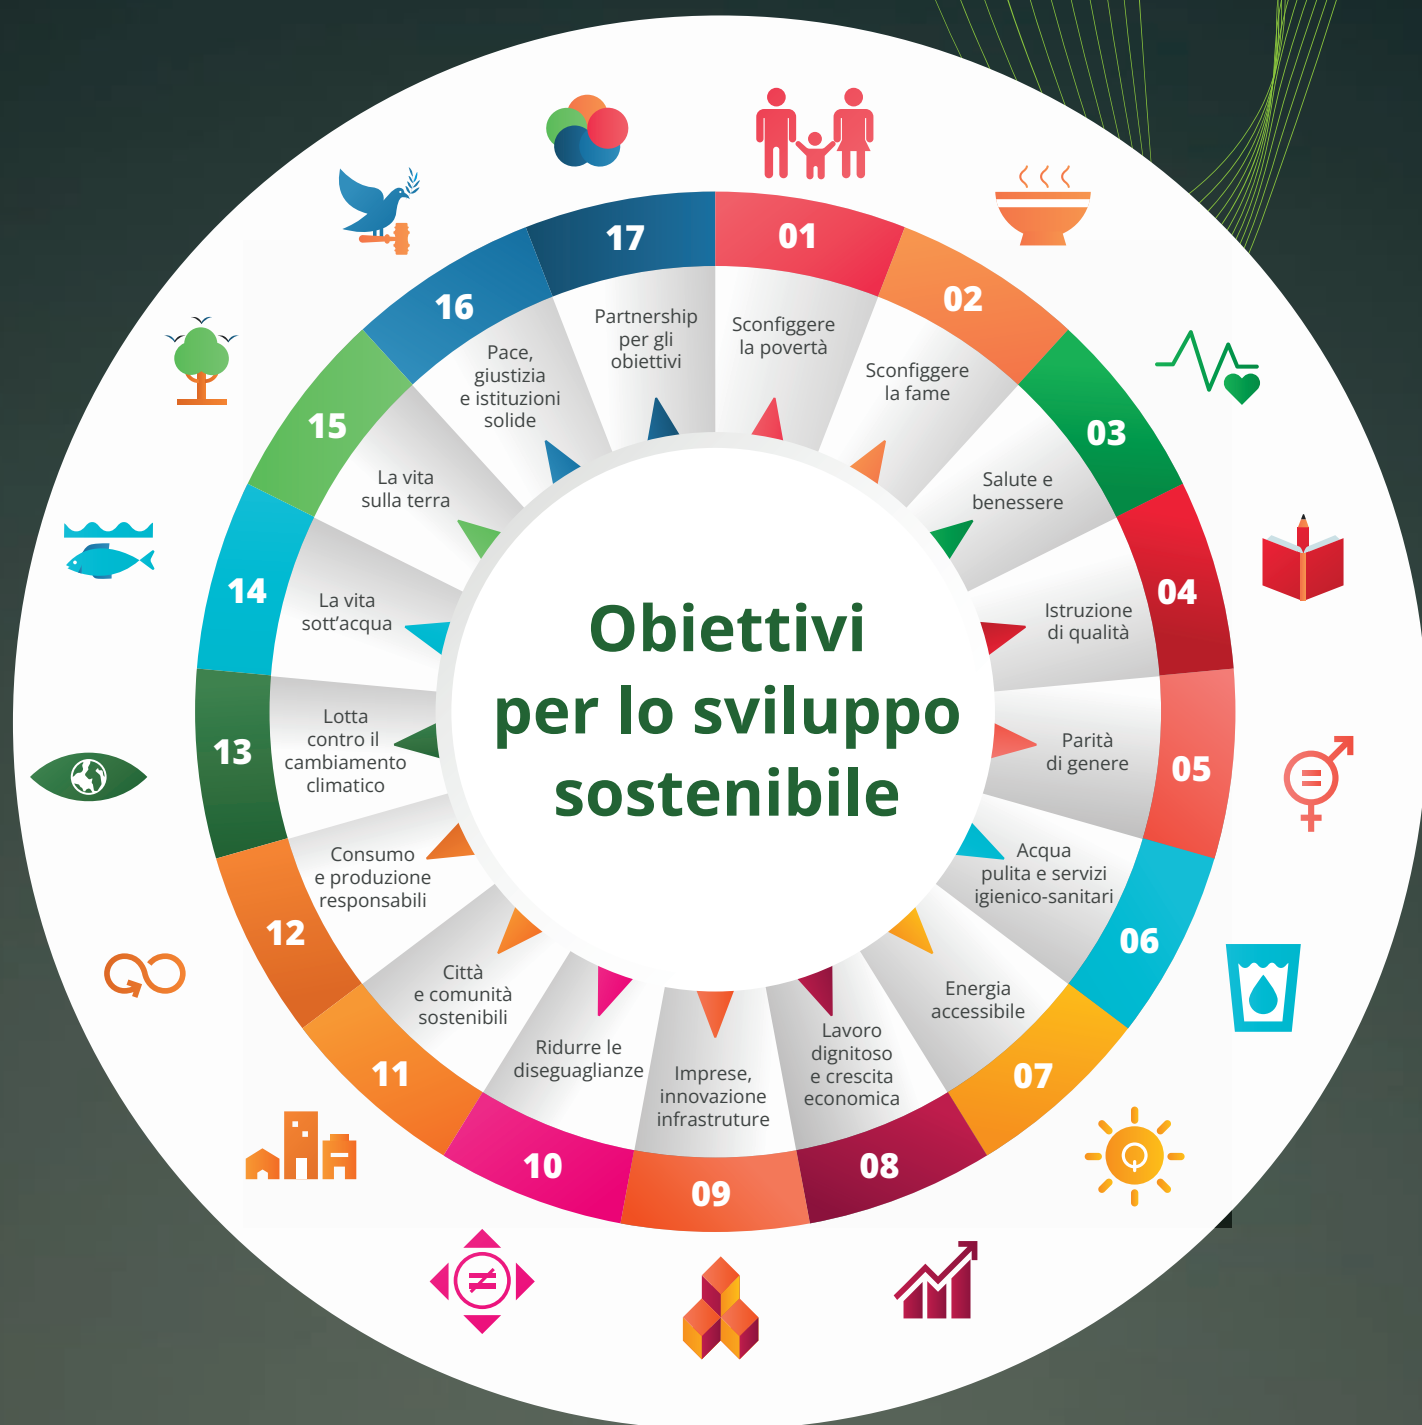 Obiettivi
per lo sviluppo
sostenibile
01
Sconfiggere
la povertà
02
Sconfiggere
la fame
03
Salute e
benessere
04
Istruzione
di qualità
05
Parità
di genere
06
Acqua
pulita e servizi
igienico-sanitari
07
Energia
accessibile
08
Lavoro
dignitoso
e crescita
economica
09
Imprese,
innovazione
infrastruture
10
Ridurre le
diseguaglianze
11
Città
e comunità
sostenibili
12
Consumo
e produzione
responsabili
13
Lotta
contro il
cambiamento
climatico
14
La vita
sott'acqua
15
La vita
sulla terra
16
Pace,
giustizia
e istituzioni
solide
17
Partnership
per gli
obiettivi